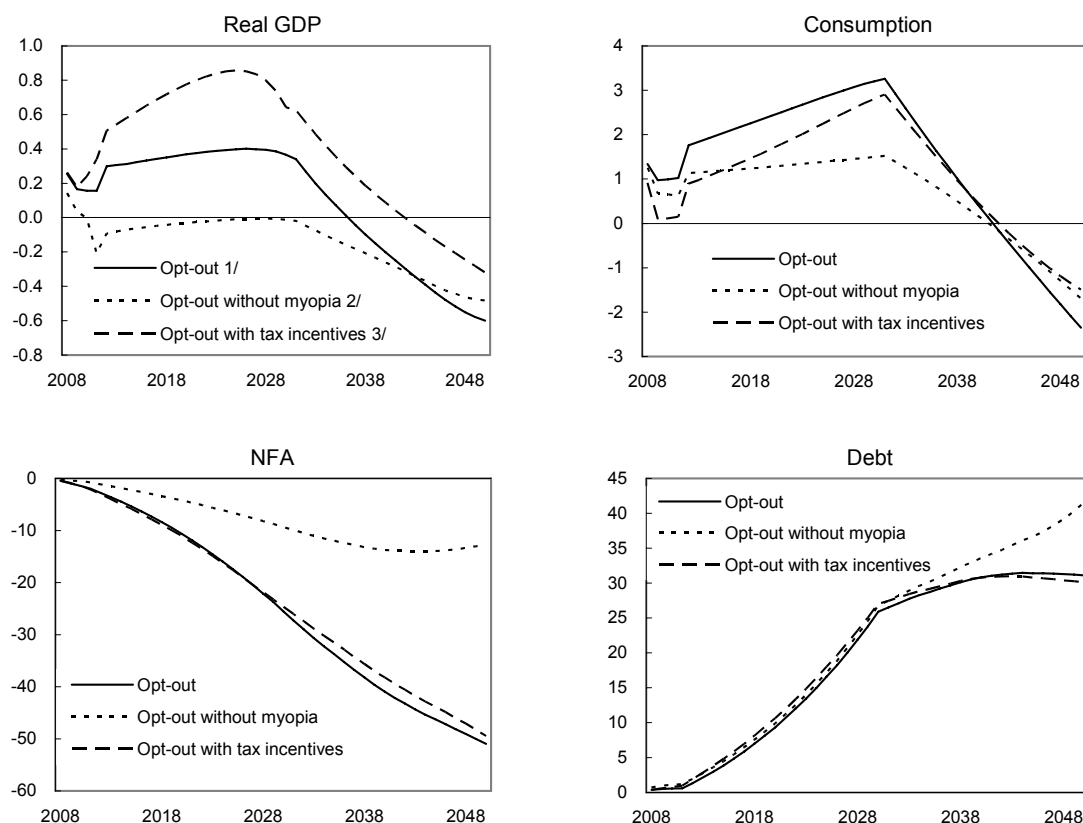 Real GDP
1.0
0.8
0.6
0.4
0.2
0.0
-0.2
-0.4
-0.6
-0.8
Opt-out 1/
Opt-out without myopia 2/
Opt-out with tax incentives 3/
2008 2018 2028 2038 2048
Consumption
4
3
2
1
0
-1
-2
-3
Opt-out
Opt-out without myopia
Opt-out with tax incentives
2008 2018 2028 2038 2048
NFA
0
-10
-20
-30
-40
-50
-60
Opt-out
Opt-out without myopia
Opt-out with tax incentives
2008 2018 2028 2038 2048
Debt
45
40
35
30
25
20
15
10
5
0
Opt-out
Opt-out without myopia
Opt-out with tax incentives
2008 2018 2028 2038 2048